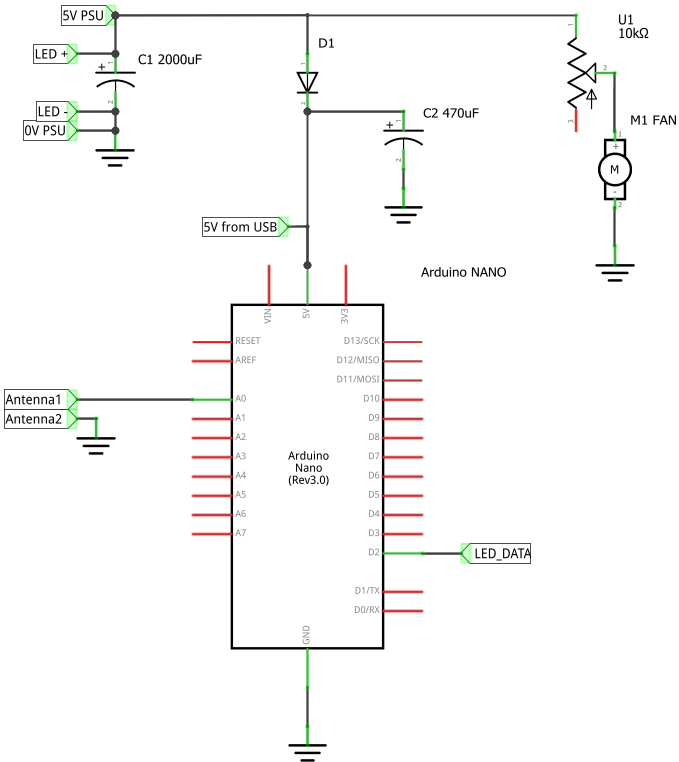 5V PSU
U1
10kΩ
1
D1
LED +
C1 2000uF
+
1
1
2
2
3
2
C2 470uF
LED -
0V PSU
+
1
2
M1 FAN
1
+
M
-
2
5V from USB
Arduino NANO
VIN
5V
3V3
RESET
D13/SCK
AREF
D12/MISO
D11/MOSI
Antenna1
A0
D10
Antenna2
A1
D9
A2
D8
Arduino
Nano
(Rev3.0)
A3
D7
A4
D6
A5
D5
A6
D4
A7
D3
D2
LED_DATA
D1/TX
D0/RX
GND